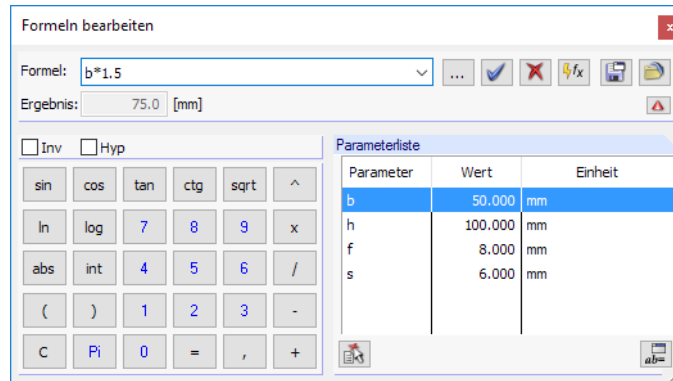 Formeln bearbeiten
x
Formel: b*1.5 ...
fx
Ergebnis: 75.0 [mm]
Inv Hyp
sin cos tan ctg sqrt ^
ln log 7 8 9 x
abs int 4 5 6 /
( ) 1 2 3 -
C Pi 0 = , +
Parameterliste
Parameter Wert Einheit
b 50.000 mm
h 100.000 mm
f 8.000 mm
s 6.000 mm
ab=